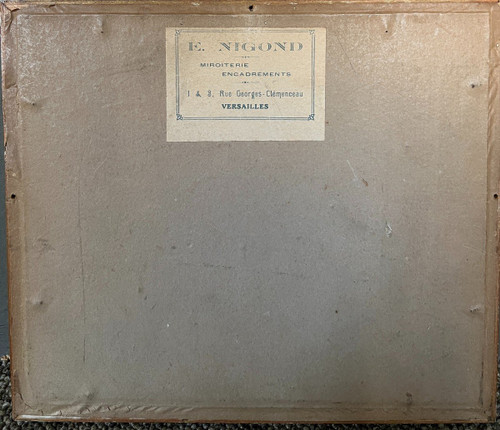 E. NIGOND
MIROITERIE
ENCADREMENTS
1 & 3, Rue Georges-Clémenceau
VERSAILLES